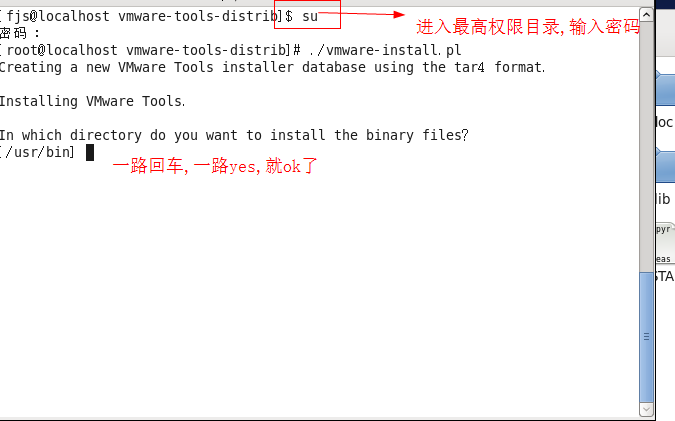 [fjs@localhost vmware-tools-distrib]$ su
进入最高权限目录,输入密码
密码：
[root@localhost vmware-tools-distrib]# ./vmware-install.pl
Creating a new VMware Tools installer database using the tar4 format.
Installing VMware Tools.
In which directory do you want to install the binary files?
[/usr/bin]
一路回车,一路yes,就ok了
doc
lib
pyr
eas
STA